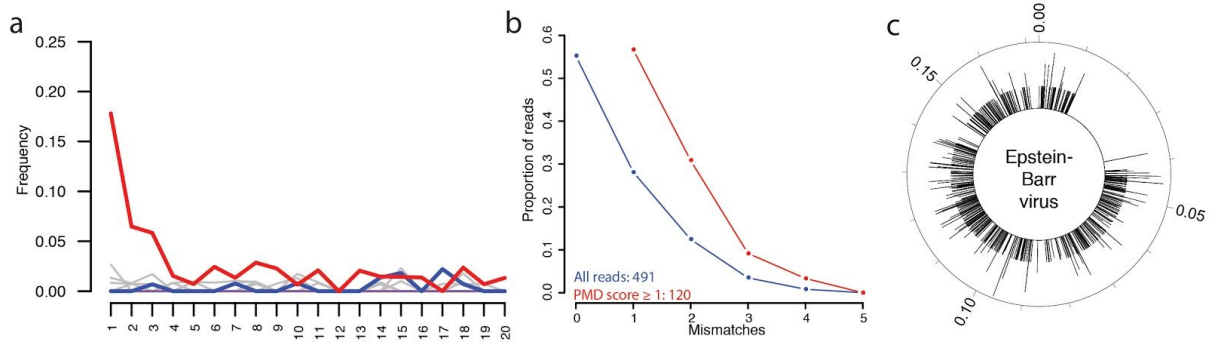 a
0.25
0.20
0.15
0.10
0.05
0.00
Frequency
1 2 3 4 5 6 7 8 9 10 11 12 13 14 15 16 17 18 19 20
b
0.6
0.5
0.4
0.3
0.2
0.1
0.0
Proportion of reads
All reads: 491
PMD score ≥ 1: 120
0 1 2 3 4 5
Mismatches
c
0.00
0.05
0.10
0.15
Epstein-
Barr
virus